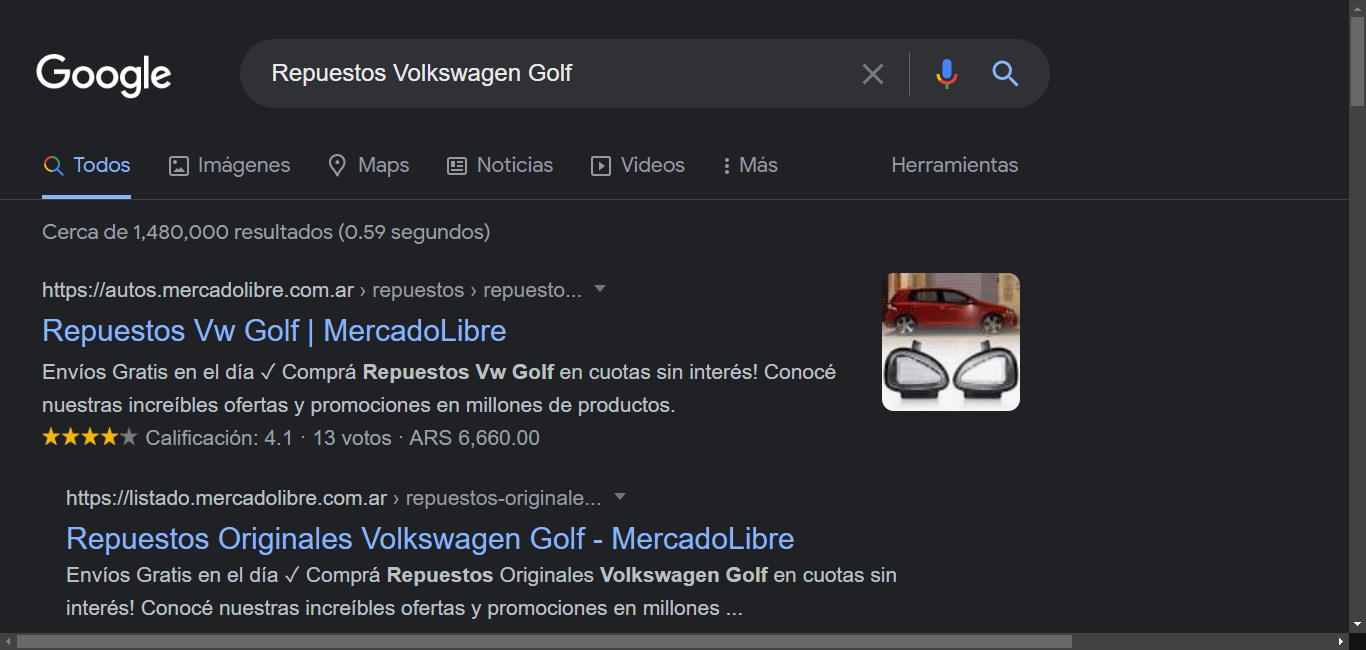 Google
Repuestos Volkswagen Golf
Todos Imágenes Maps Noticias Videos Más Herramientas
Cerca de 1,480,000 resultados (0.59 segundos)
https://autos.mercadolibre.com.ar › repuestos › repuesto...
Repuestos Vw Golf | MercadoLibre
Envíos Gratis en el día ✓ Comprá Repuestos Vw Golf en cuotas sin interés! Conocé
nuestras increíbles ofertas y promociones en millones de productos.
Calificación: 4.1 · 13 votos · ARS 6,660.00
https://listado.mercadolibre.com.ar › repuestos-originale...
Repuestos Originales Volkswagen Golf - MercadoLibre
Envíos Gratis en el día ✓ Comprá Repuestos Originales Volkswagen Golf en cuotas sin
interés! Conocé nuestras increíbles ofertas y promociones en millones ...